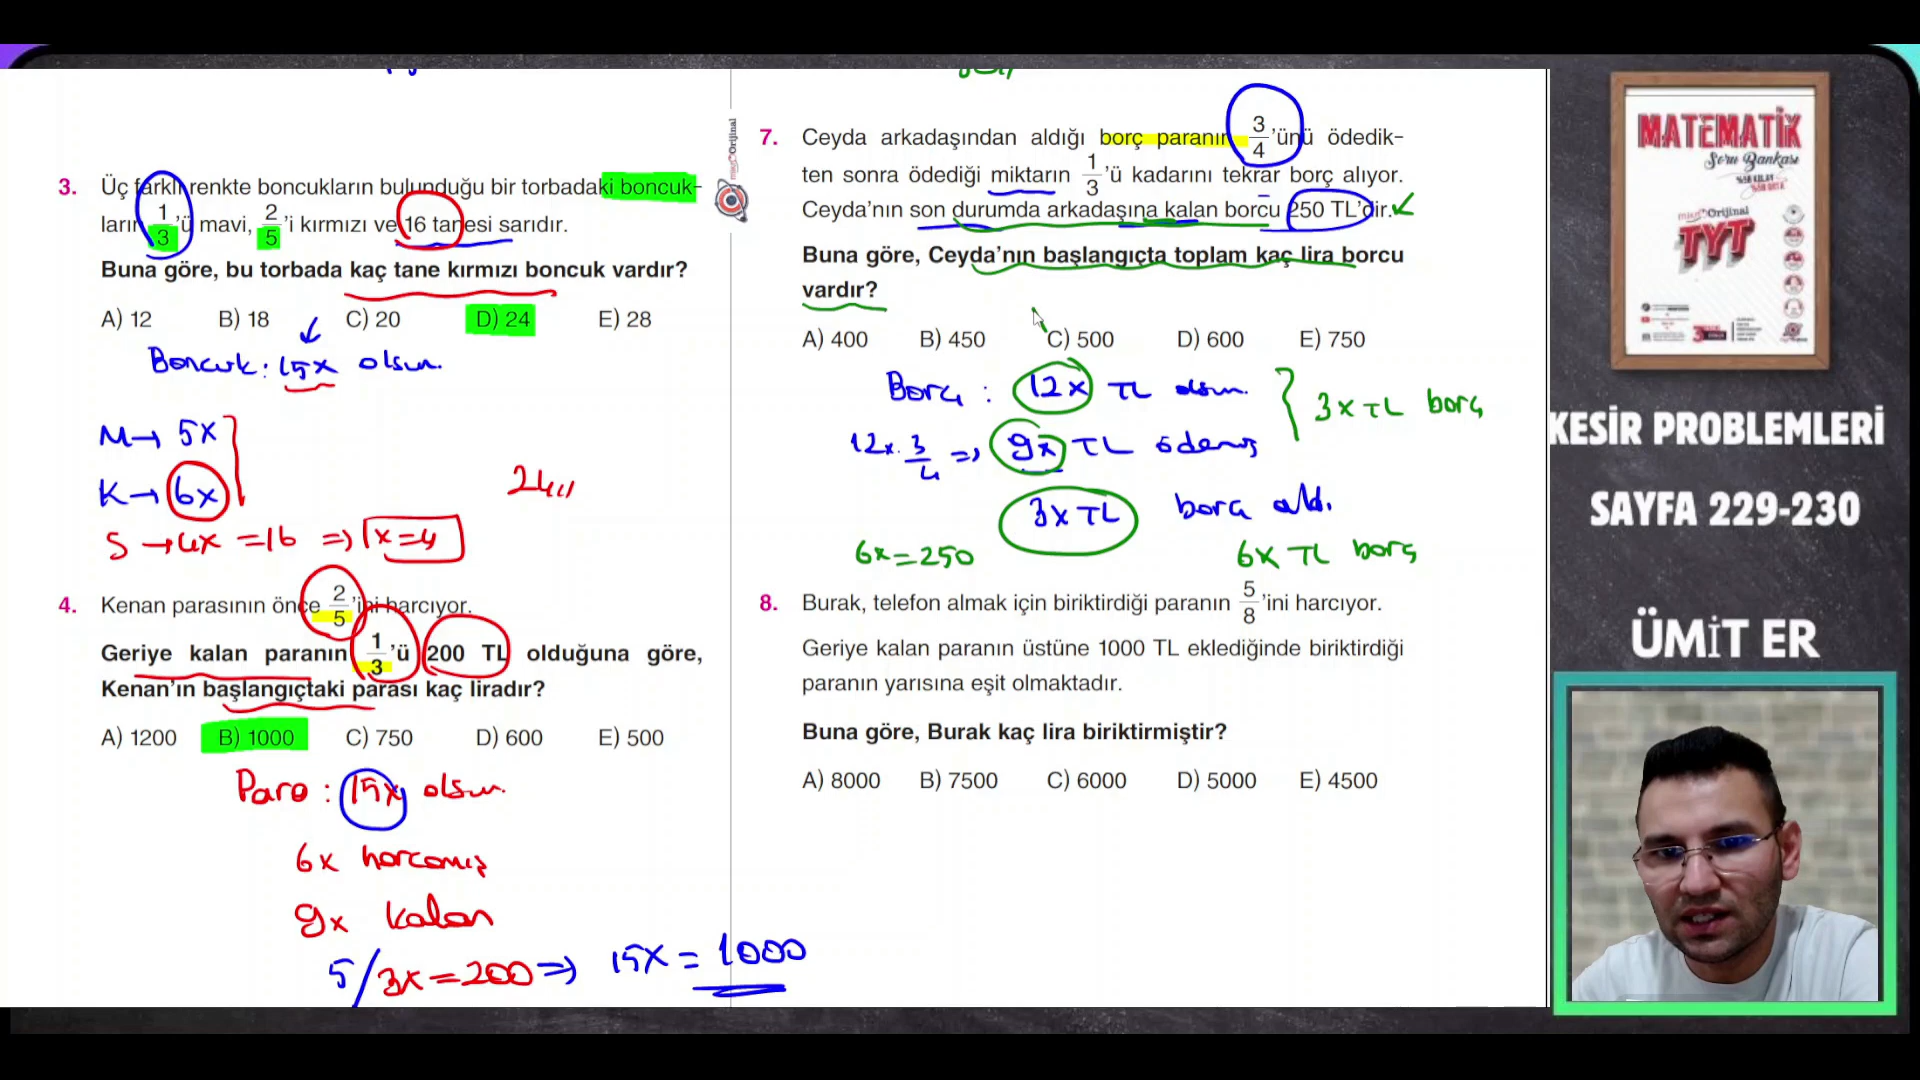 3. Üç farklı renkte boncukların bulunduğu bir torbadaki boncuk-
ların 1/3'ü mavi, 2/5'i kırmızı ve 16 tanesi sarıdır.
Buna göre, bu torbada kaç tane kırmızı boncuk vardır?
A) 12 B) 18 C) 20 D) 24 E) 28
Boncuk: 15x olsun.
M→ 5x
K→ 6x
24
S→4x =16 => x=4
4. Kenan parasının önce 2/5'ini harcıyor.
Geriye kalan paranın 1/3'ü 200 TL olduğuna göre,
Kenan'ın başlangıçtaki parası kaç liradır?
A) 1200 B) 1000 C) 750 D) 600 E) 500
Para : 15x olsun.
6x harcamış
9x kalan
5/ 3x=200 => 15x = 1000
mikro Orijinal
7. Ceyda arkadaşından aldığı borç paranın 3/4'ünü ödedik-
ten sonra ödediği miktarın 1/3'ü kadarını tekrar borç alıyor.
Ceyda'nın son durumda arkadaşına kalan borcu 250 TL'dir.
Buna göre, Ceyda'nın başlangıçta toplam kaç lira borcu
vardır?
A) 400 B) 450 C) 500 D) 600 E) 750
Borç : 12x TL olsun. } 3x TL borç
12x. 3/4 => 9x TL ödemiş
3x TL borç aldı.
6x=250 6x TL borç
8. Burak, telefon almak için biriktirdiği paranın 5/8'ini harcıyor.
Geriye kalan paranın üstüne 1000 TL eklediğinde biriktirdiği
paranın yarısına eşit olmaktadır.
Buna göre, Burak kaç lira biriktirmiştir?
A) 8000 B) 7500 C) 6000 D) 5000 E) 4500
MATEMATİK
Soru Bankası
Orijinal
TYT
KESİR PROBLEMLERİ
SAYFA 229-230
ÜMİT ER